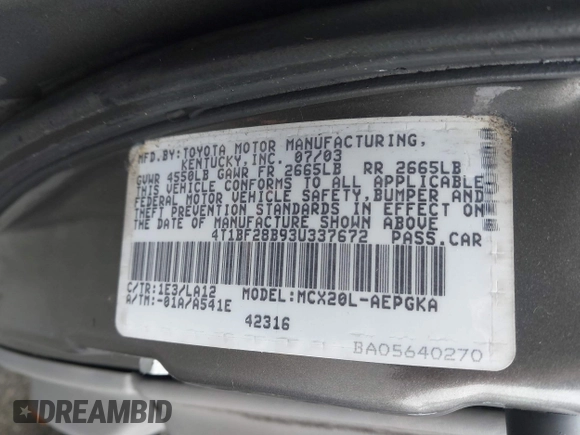 MFD.BY:TOYOTA MOTOR MANUFACTURING,
KENTUCKY,INC. 07/03
GVWR 4550LB GAWR FR 2665LB RR 2665LB
THIS VEHICLE CONFORMS TO ALL APPLICABLE
FEDERAL MOTOR VEHICLE SAFETY,BUMPER AND
THEFT PREVENTION STANDARDS IN EFFECT ON
THE DATE OF MANUFACTURE SHOWN ABOVE
4T1BF28B93U337672 PASS.CAR
C/TR:1E3/LA12
A/TM:-01A/A541E
MODEL:MCX20L-AEPGKA
42316
BA05640270
DREAMBID